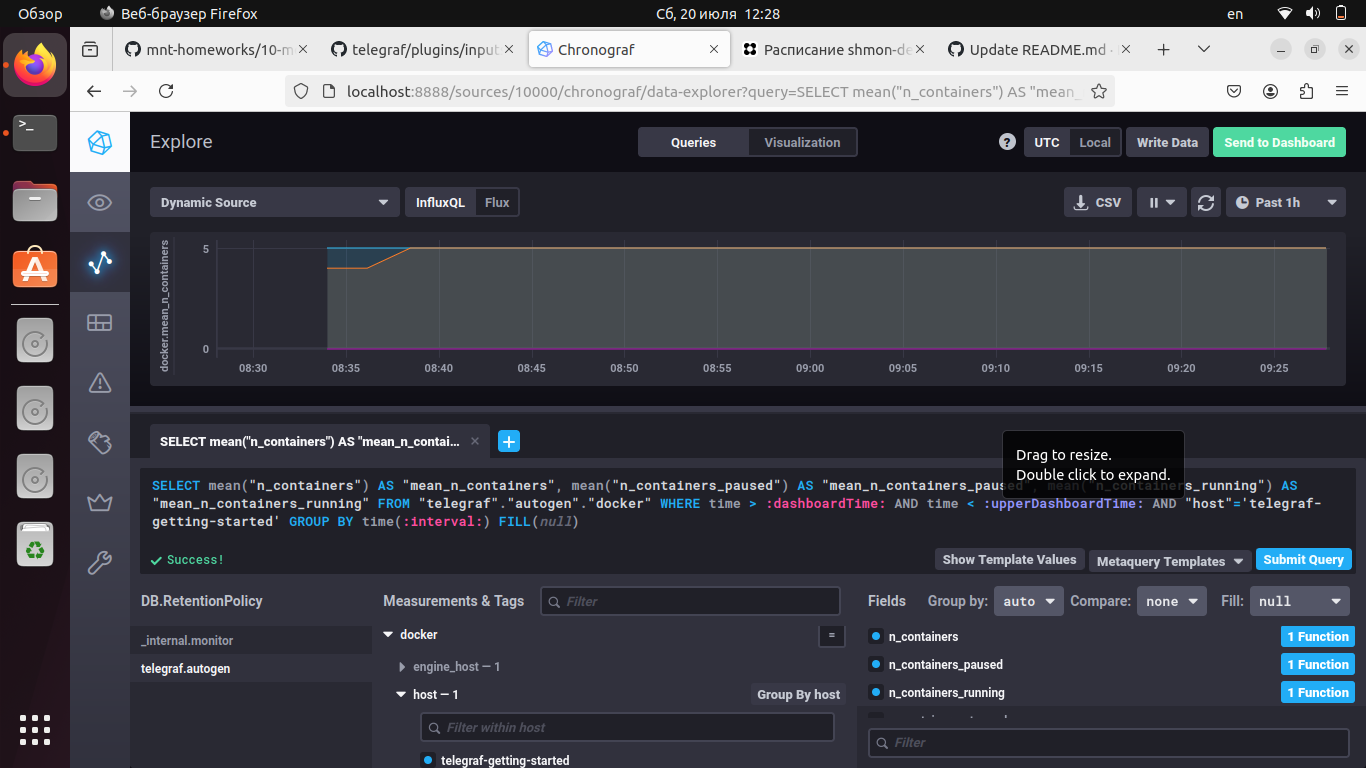 Обзор
Веб-браузер Firefox
Сб, 20 июля 12:28
en
mnt-homeworks/10-m
telegraf/plugins/input
Chronograf
Расписание shmon-de
Update README.md ·
localhost:8888/sources/10000/chronograf/data-explorer?query=SELECT mean("n_containers") AS "mean_
Explore
Queries
Visualization
?
UTC
Local
Write Data
Send to Dashboard
Dynamic Source
InfluxQL
Flux
CSV
Past 1h
docker.mean_n_containers
5
0
08:30 08:35 08:40 08:45 08:50 08:55 09:00 09:05 09:10 09:15 09:20 09:25
SELECT mean("n_containers") AS "mean_n_contai...
Drag to resize.
Double click to expand.
SELECT mean("n_containers") AS "mean_n_containers", mean("n_containers_paused") AS "mean_n_containers_paused", mean("n_containers_running") AS
"mean_n_containers_running" FROM "telegraf"."autogen"."docker" WHERE time > :dashboardTime: AND time < :upperDashboardTime: AND "host"='telegraf-
getting-started' GROUP BY time(:interval:) FILL(null)
Success!
Show Template Values
Metaquery Templates
Submit Query
DB.RetentionPolicy
_internal.monitor
telegraf.autogen
Measurements & Tags
Filter
docker
=
engine_host — 1
host — 1
Group By host
Filter within host
telegraf-getting-started
Fields
Group by:
auto
Compare:
none
Fill:
null
n_containers
1 Function
n_containers_paused
1 Function
n_containers_running
1 Function
Filter